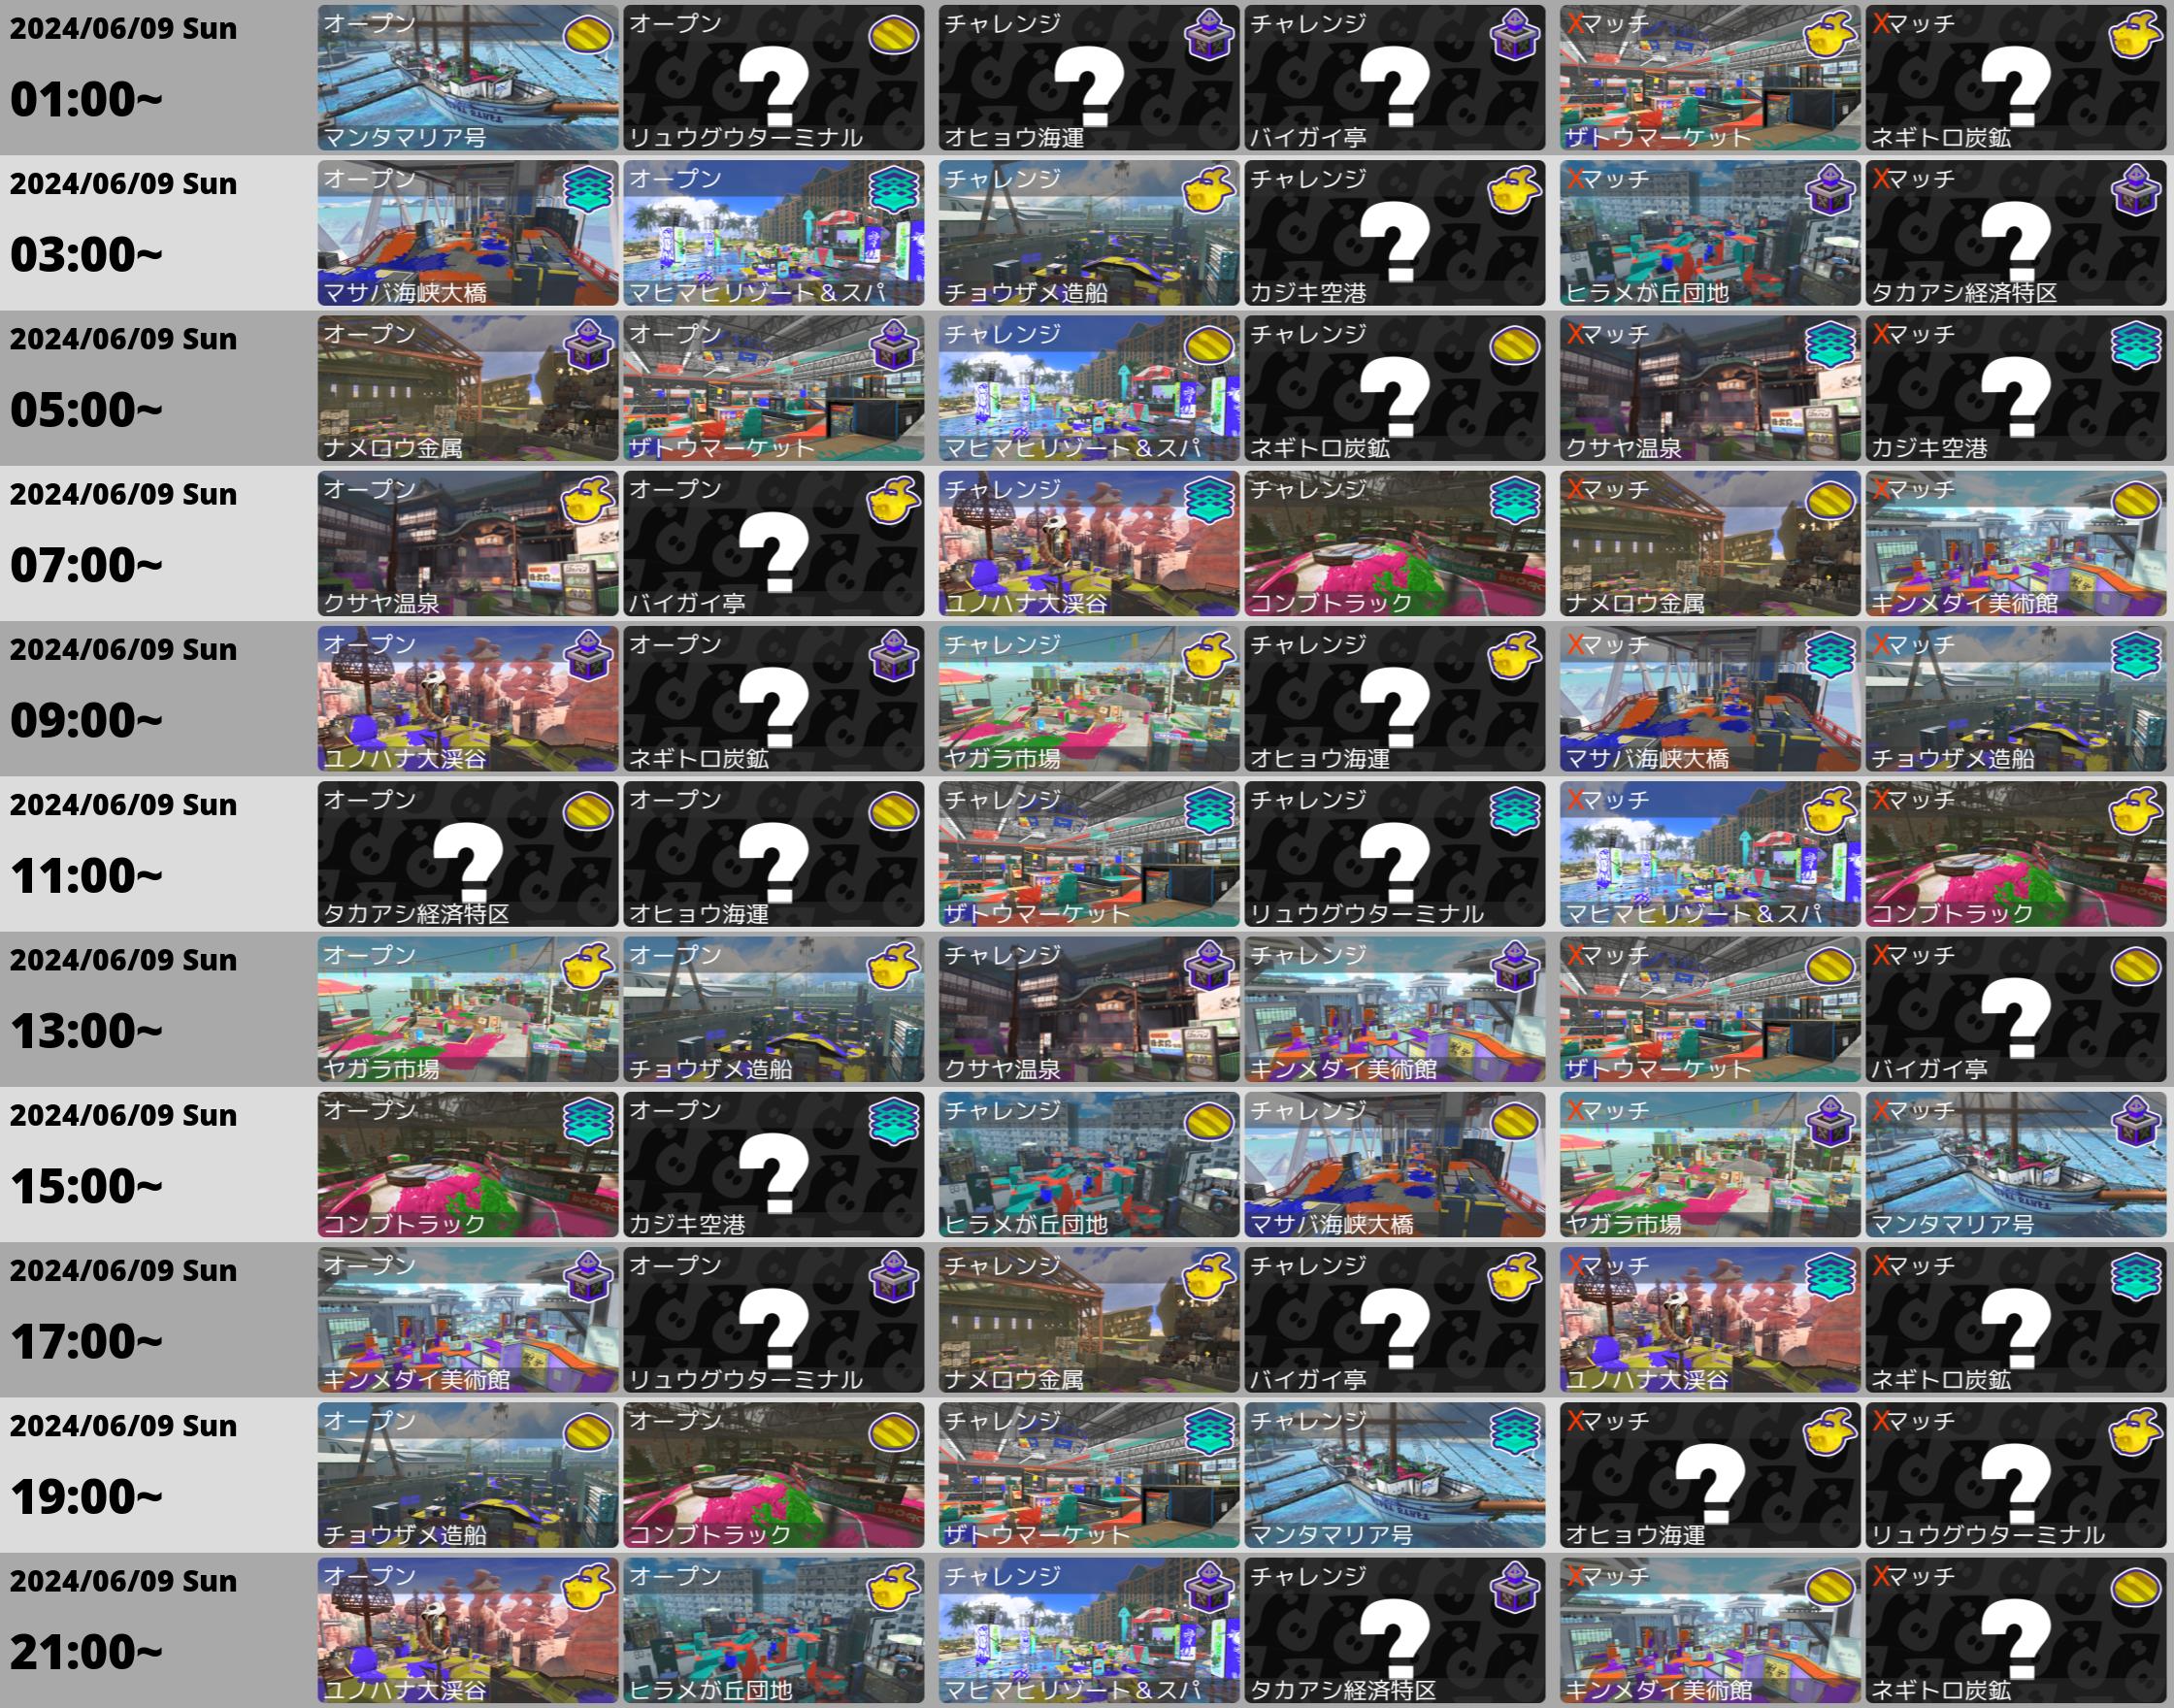 2024/06/09 Sun
01:00~
オープン オープン チャレンジ チャレンジ Xマッチ Xマッチ
マンタマリア号 リュウグウターミナル オヒョウ海運 バイガイ亭 ザトウマーケット ネギトロ炭鉱
2024/06/09 Sun
03:00~
オープン オープン チャレンジ チャレンジ Xマッチ Xマッチ
マサバ海峡大橋 マヒマヒリゾート&スパ チョウザメ造船 カジキ空港 ヒラメが丘団地 タカアシ経済特区
2024/06/09 Sun
05:00~
オープン オープン チャレンジ チャレンジ Xマッチ Xマッチ
ナメロウ金属 ザトウマーケット マヒマヒリゾート&スパ ネギトロ炭鉱 クサヤ温泉 カジキ空港
2024/06/09 Sun
07:00~
オープン オープン チャレンジ チャレンジ Xマッチ Xマッチ
クサヤ温泉 バイガイ亭 ユノハナ大渓谷 コンブトラック ナメロウ金属 キンメダイ美術館
2024/06/09 Sun
09:00~
オープン オープン チャレンジ チャレンジ Xマッチ Xマッチ
ユノハナ大渓谷 ネギトロ炭鉱 ヤガラ市場 オヒョウ海運 マサバ海峡大橋 チョウザメ造船
2024/06/09 Sun
11:00~
オープン オープン チャレンジ チャレンジ Xマッチ Xマッチ
タカアシ経済特区 オヒョウ海運 ザトウマーケット リュウグウターミナル マヒマヒリゾート&スパ コンブトラック
2024/06/09 Sun
13:00~
オープン オープン チャレンジ チャレンジ Xマッチ Xマッチ
ヤガラ市場 チョウザメ造船 クサヤ温泉 キンメダイ美術館 ザトウマーケット バイガイ亭
2024/06/09 Sun
15:00~
オープン オープン チャレンジ チャレンジ Xマッチ Xマッチ
コンブトラック カジキ空港 ヒラメが丘団地 マサバ海峡大橋 ヤガラ市場 マンタマリア号
2024/06/09 Sun
17:00~
オープン オープン チャレンジ チャレンジ Xマッチ Xマッチ
キンメダイ美術館 リュウグウターミナル ナメロウ金属 バイガイ亭 ユノハナ大渓谷 ネギトロ炭鉱
2024/06/09 Sun
19:00~
オープン オープン チャレンジ チャレンジ Xマッチ Xマッチ
チョウザメ造船 コンブトラック ザトウマーケット マンタマリア号 オヒョウ海運 リュウグウターミナル
2024/06/09 Sun
21:00~
オープン オープン チャレンジ チャレンジ Xマッチ Xマッチ
ユノハナ大渓谷 ヒラメが丘団地 マヒマヒリゾート&スパ タカアシ経済特区 キンメダイ美術館 ネギトロ炭鉱